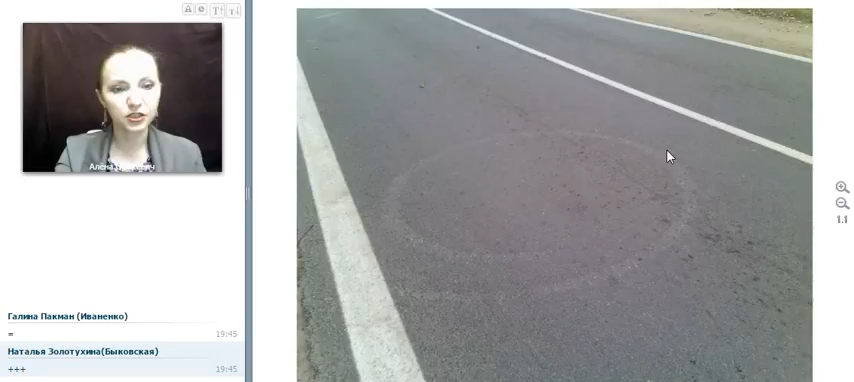 Галина Пакман (Иваненко)
=
19:45
Наталья Золотухина(Быковская)
+++
19:45
1.1